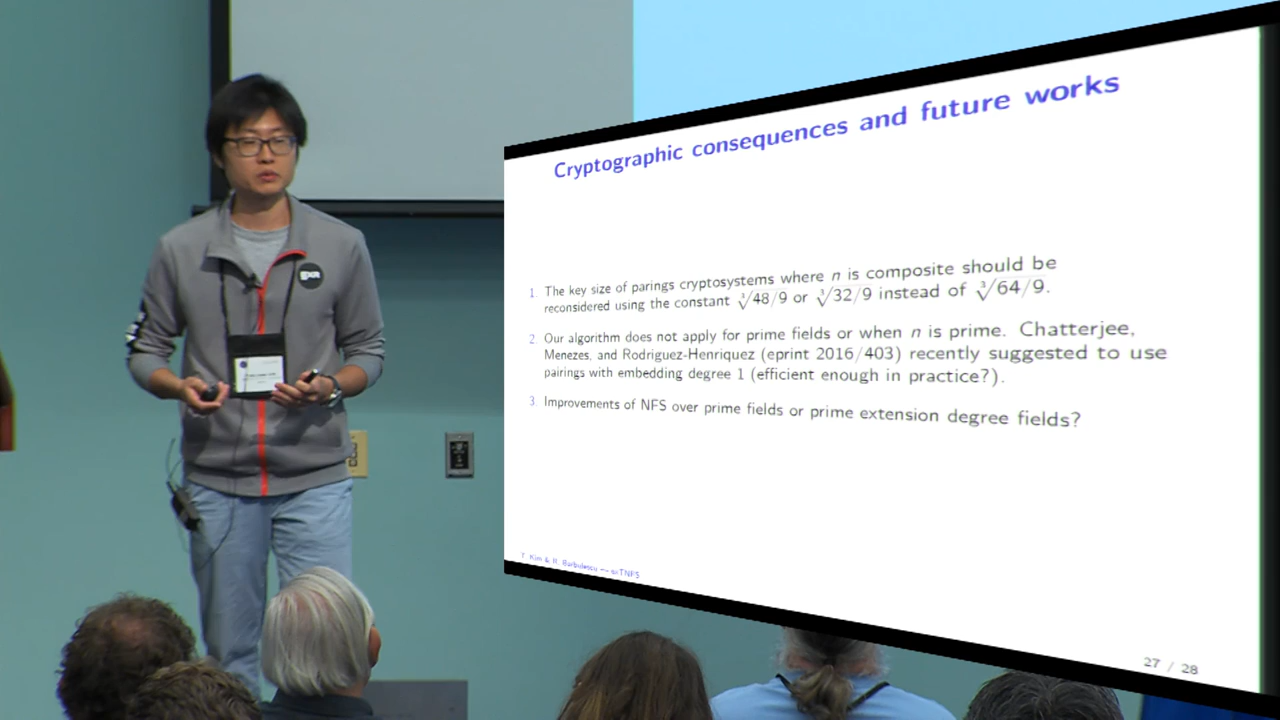 Cryptographic consequences and future works
1. The key size of parings cryptosystems where n is composite should be
reconsidered using the constant ∛48/9 or ∛32/9 instead of ∛64/9.
2. Our algorithm does not apply for prime fields or when n is prime. Chatterjee,
Menezes, and Rodriguez-Henriquez (eprint 2016/403) recently suggested to use
pairings with embedding degree 1 (efficient enough in practice?).
3. Improvements of NFS over prime fields or prime extension degree fields?
T. Kim & R. Barbulescu — exTNFS
27 / 28